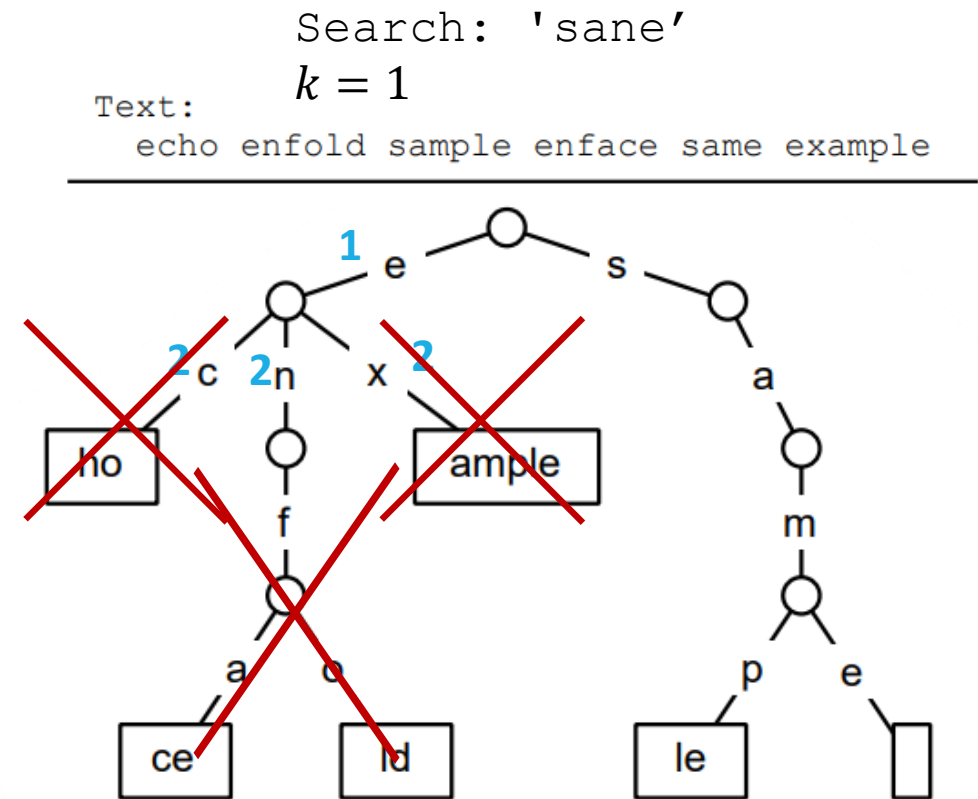 Search: 'sane’
k = 1
Text:
echo enfold sample enface same example
1 e s
2 c 2 n x 2 a
ho ample
f m
a o p e
ce ld le